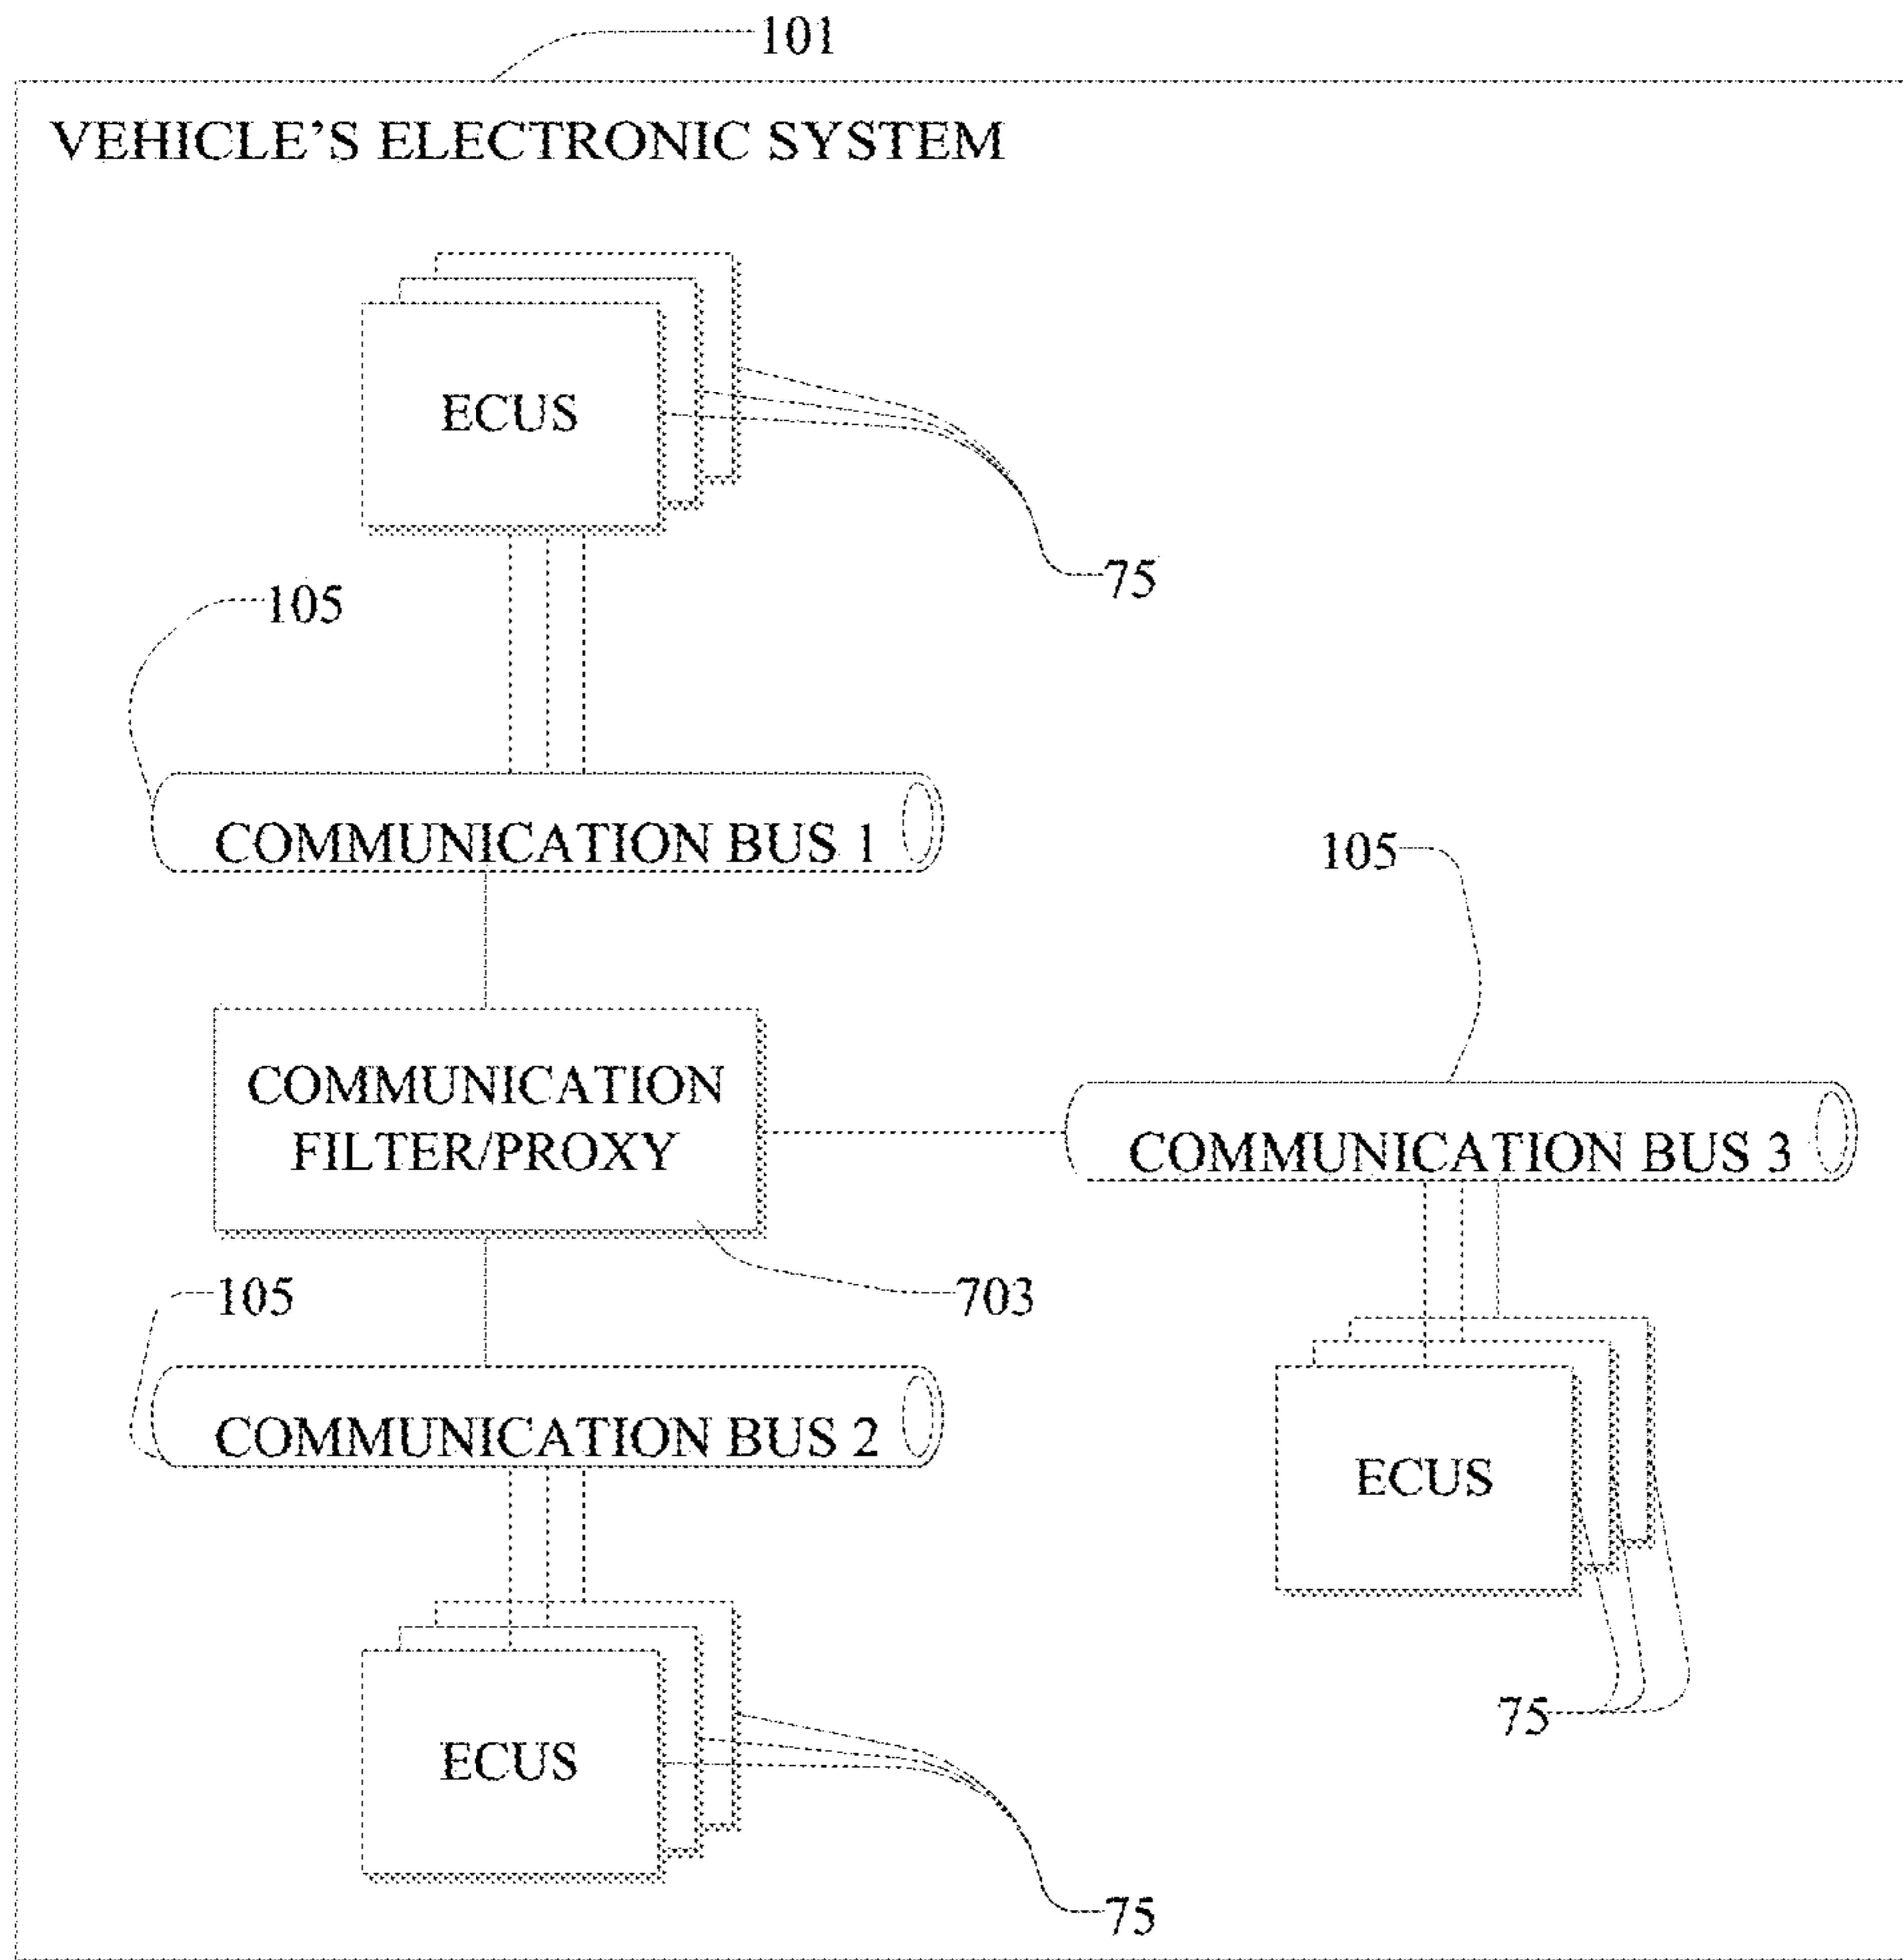 101
VEHICLE'S ELECTRONIC SYSTEM
ECUS
75
105
COMMUNICATION BUS 1
105
COMMUNICATION
FILTER/PROXY
COMMUNICATION BUS 3
105
703
COMMUNICATION BUS 2
ECUS
75
ECUS
75